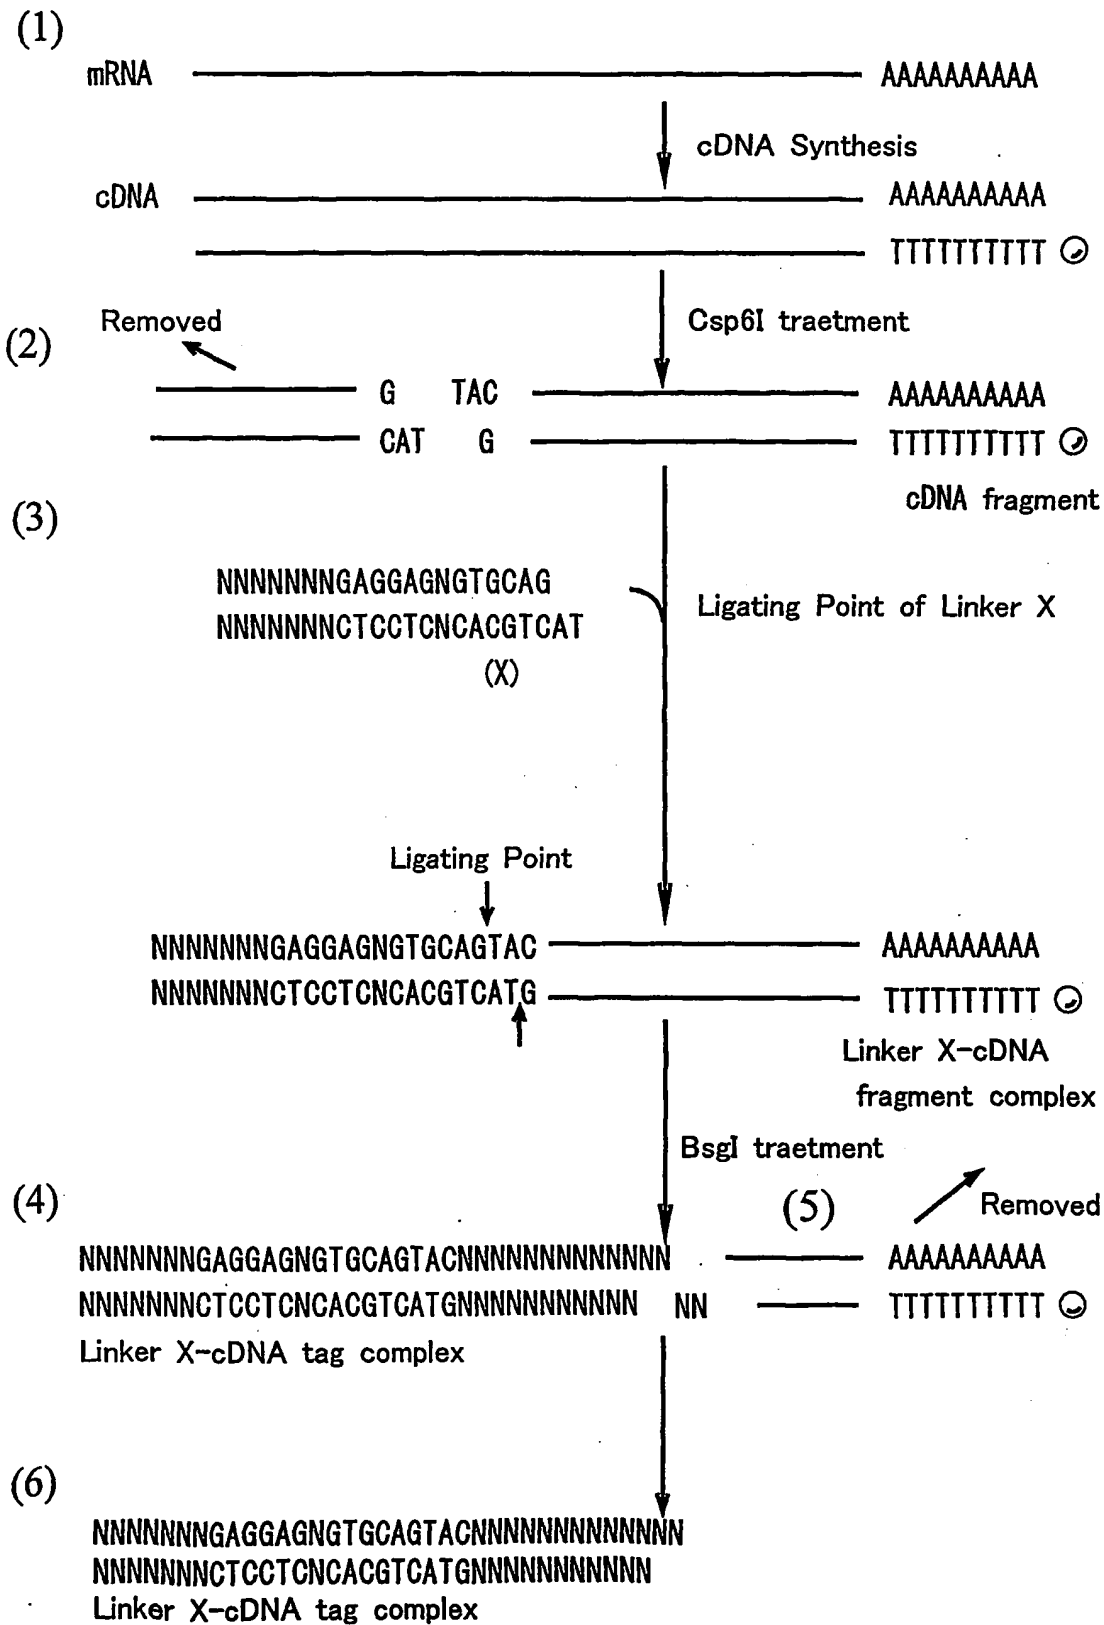 (1)
mRNA AAAAAAAAAA
cDNA Synthesis
cDNA AAAAAAAAAA
TTTTTTTTTT
Removed
Csp6I traetment
(2)
G TAC AAAAAAAAAA
CAT G TTTTTTTTTT
cDNA fragment
(3)
NNNNNNNGAGGAGNGTGCAG
Ligating Point of Linker X
NNNNNNNCTCCTCNCACGTCAT
(X)
Ligating Point
NNNNNNNGAGGAGNGTGCAGTAC AAAAAAAAAA
NNNNNNNCTCCTCNCACGTCATG TTTTTTTTTT
Linker X-cDNA
fragment complex
BsgI traetment
(4)
(5)
Removed
NNNNNNNGAGGAGNGTGCAGTACNNNNNNNNNNNNN AAAAAAAAAA
NNNNNNNCTCCTCNCACGTCATGNNNNNNNNNNN NN TTTTTTTTTT
Linker X-cDNA tag complex
(6)
NNNNNNNGAGGAGNGTGCAGTACNNNNNNNNNNNNN
NNNNNNNCTCCTCNCACGTCATGNNNNNNNNNNN
Linker X-cDNA tag complex